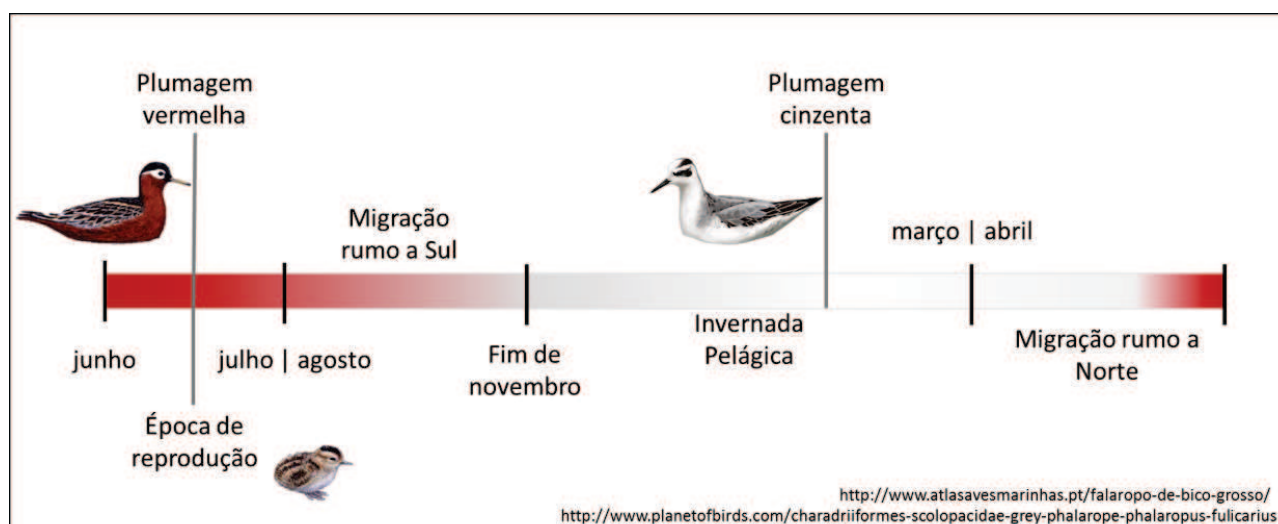 Plumagem
vermelha
Plumagem
cinzenta
Migração
rumo a Sul
março | abril
junho
julho | agosto
Fim de
novembro
Invernada
Pelágica
Migração rumo a
Norte
Época de
reprodução
http://www.atlasavesmarinhas.pt/falaropo-de-bico-grosso/
http://www.planetofbirds.com/charadriiformes-scolopacidae-grey-phalarope-phalaropus-fulicarius